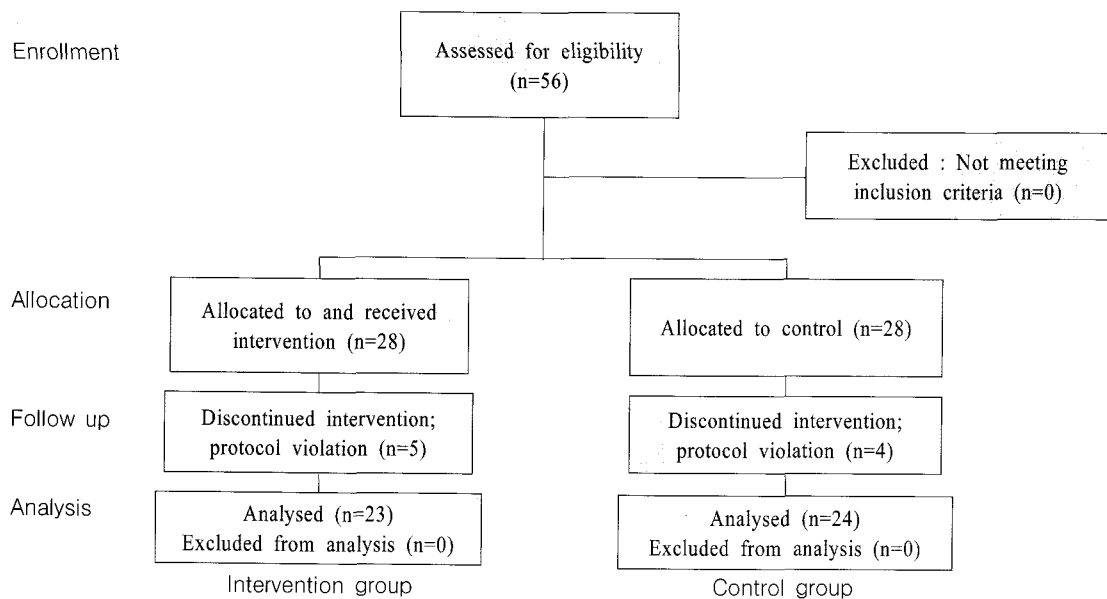 Enrollment
Assessed for eligibility
(n=56)
Excluded : Not meeting
inclusion criteria (n=0)
Allocation
Allocated to and received
intervention (n=28)
Allocated to control (n=28)
Follow up
Discontinued intervention;
protocol violation (n=5)
Discontinued intervention;
protocol violation (n=4)
Analysis
Analysed (n=23)
Excluded from analysis (n=0)
Analysed (n=24)
Excluded from analysis (n=0)
Intervention group
Control group